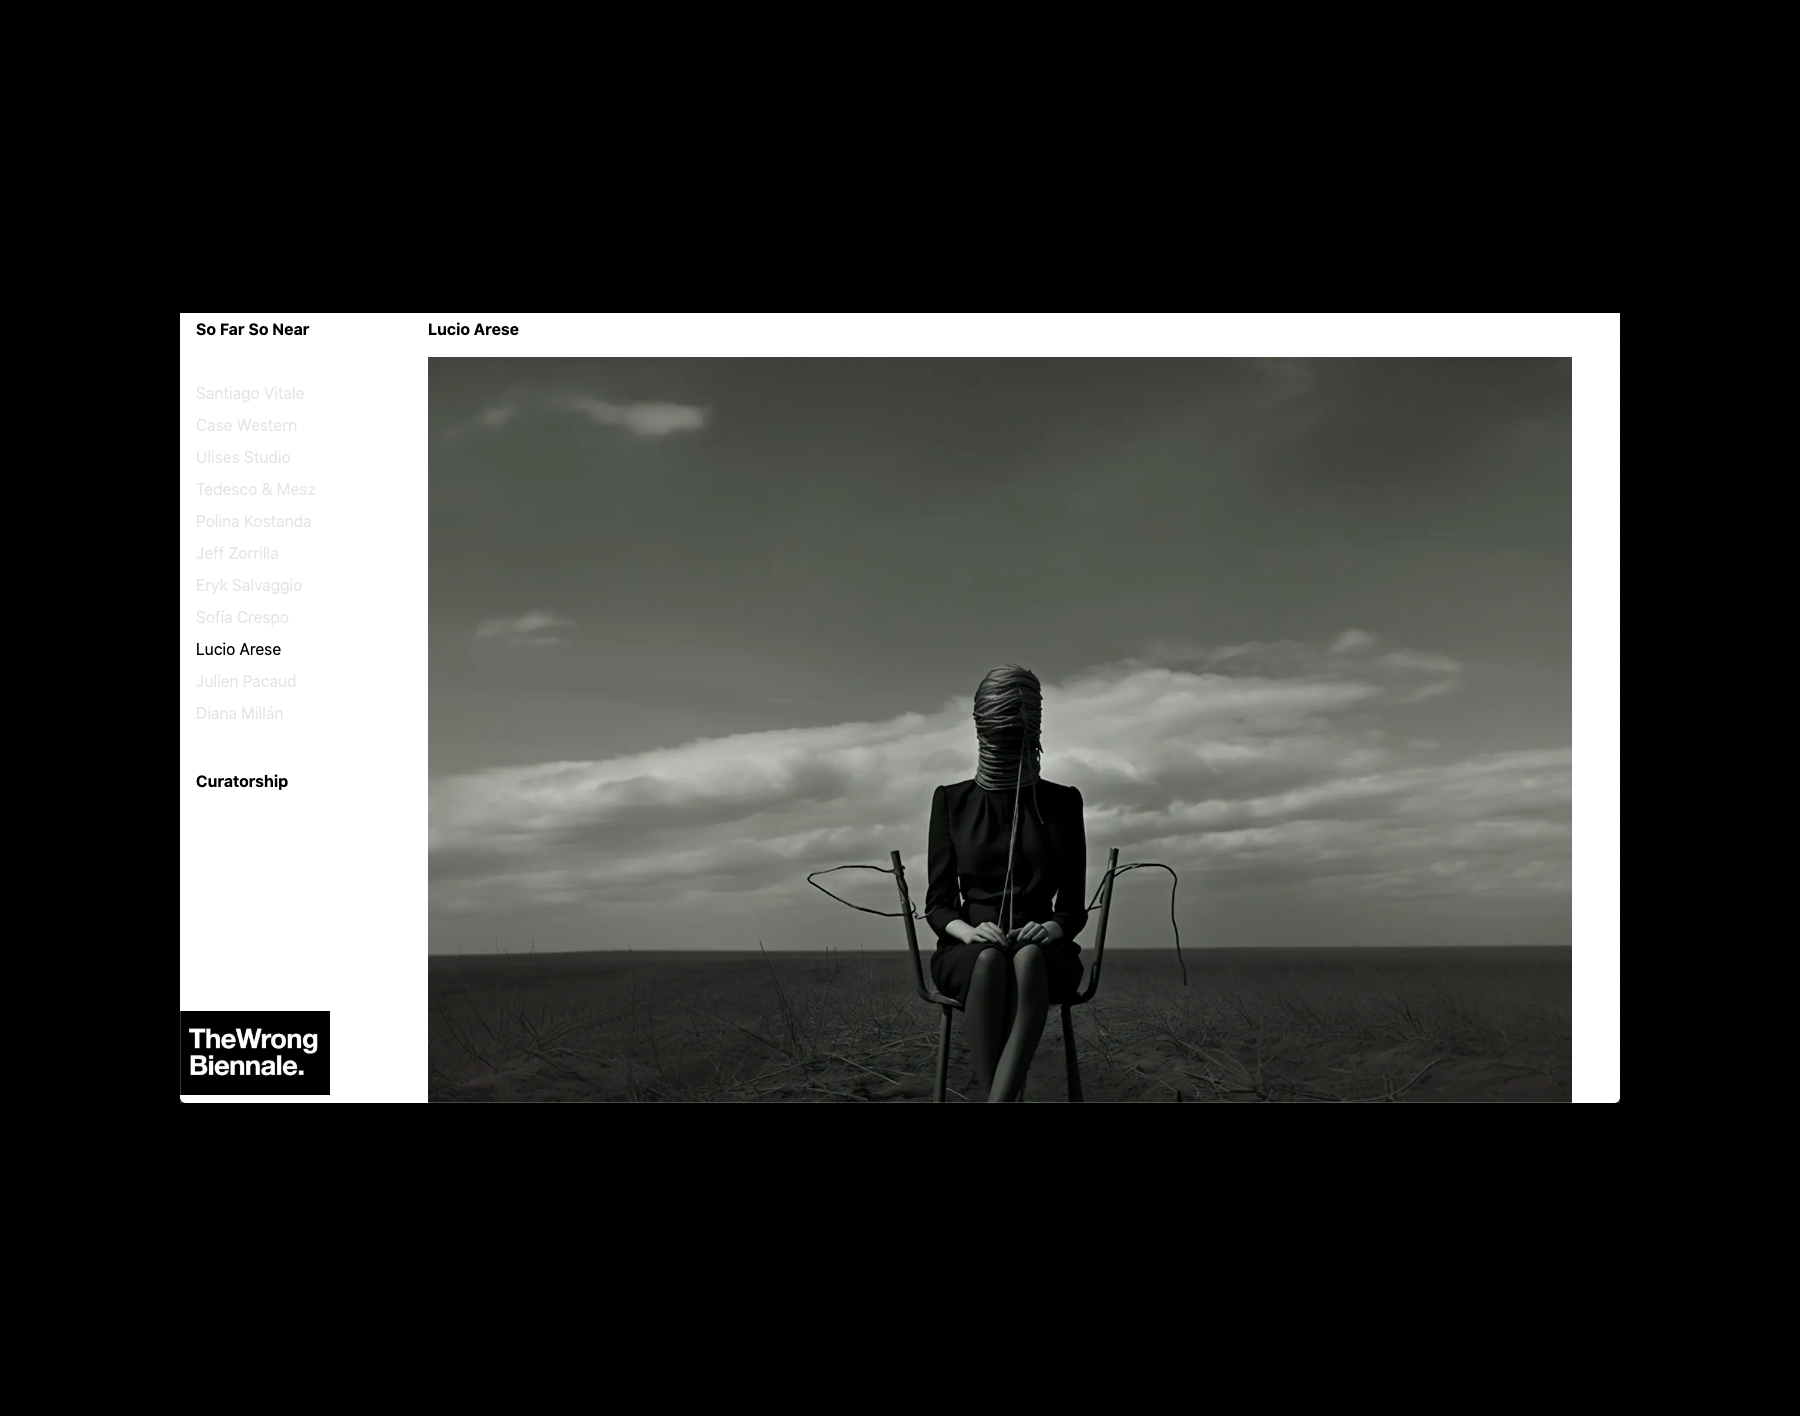 So Far So Near
Santiago Vitale
Case Western
Ulises Studio
Tedesco & Mesz
Polina Kostanda
Jeff Zorrilla
Eryk Salvaggio
Sofía Crespo
Lucio Arese
Julien Pacaud
Diana Millán
Curatorship
TheWrong
Biennale.
Lucio Arese